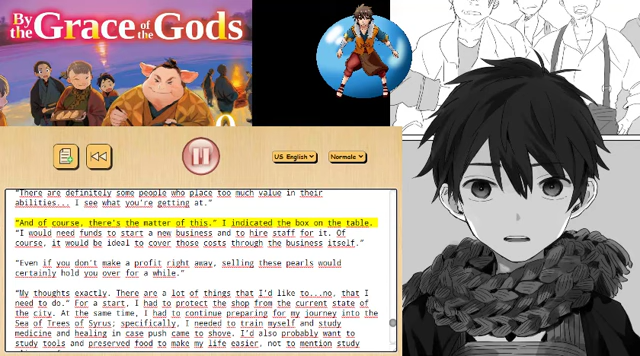 By the Grace of the Gods
US English
Normale
"There are definitely some people who place too much value in their
abilities... I see what you're getting at."
"And of course, there's the matter of this." I indicated the box on the table.
"I would need funds to start a new business and to hire staff for it. Of
course, it would be ideal to cover those costs through the business itself."
"Even if you don't make a profit right away, selling these pearls would
certainly hold you over for a while."
"My thoughts exactly. There are a lot of things that I'd like to...no, that I
need to do." For a start, I had to protect the shop from the current state of
the city. At the same time, I had to continue preparing for my journey into the
Sea of Trees of Syrus; specifically, I needed to train myself and study
medicine and healing in case push came to shove. I'd also probably want to
study tools and preserved food to make my life easier, not to mention study